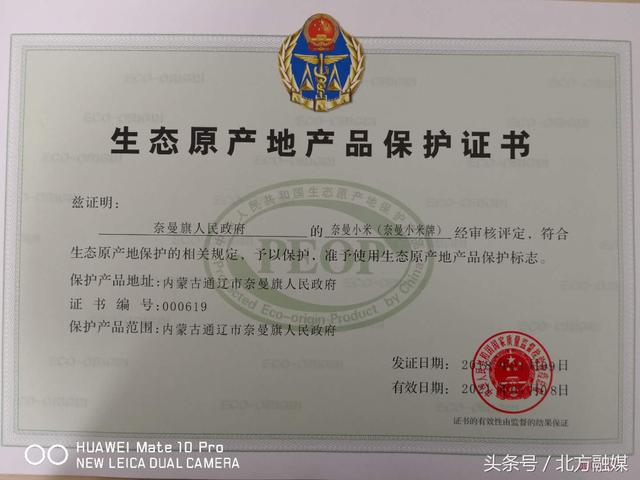 生态原产地产品保护证书
兹证明:
奈曼旗人民政府 的 奈曼小米(奈曼小米牌) 经审核评定,符合
生态原产地保护的相关规定,予以保护,准予使用生态原产地产品保护标志。
保护产品地址:内蒙古通辽市奈曼旗人民政府
证书编号:000619
保护产品范围:内蒙古通辽市奈曼旗人民政府
PEOP
Protected Eco-origin Product by China
发证日期:
有效日期:
证书的有效性由监督的结果保证
HUAWEI Mate 10 Pro
NEW LEICA DUAL CAMERA
头条号/北方融媒